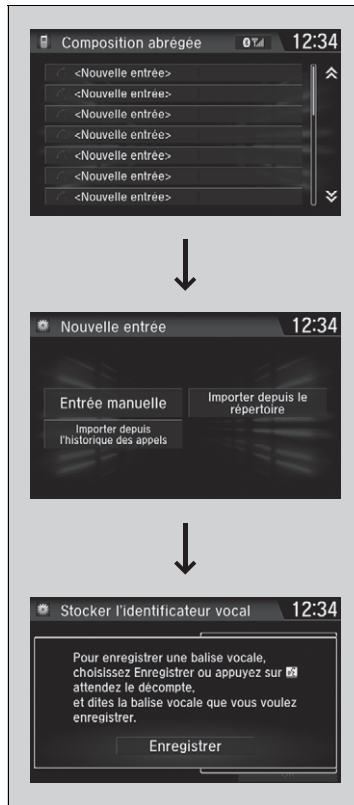 Composition abrégée 12:34
<Nouvelle entrée>
<Nouvelle entrée>
<Nouvelle entrée>
<Nouvelle entrée>
<Nouvelle entrée>
<Nouvelle entrée>
<Nouvelle entrée>
Nouvelle entrée 12:34
Entrée manuelle
Importer depuis le
répertoire
Importer depuis
l'historique des appels
Stocker l'identificateur vocal 12:34
Pour enregistrer une balise vocale,
choisissez Enregistrer ou appuyez sur
attendez le décompte,
et dites la balise vocale que vous voulez
enregistrer.
Enregistrer